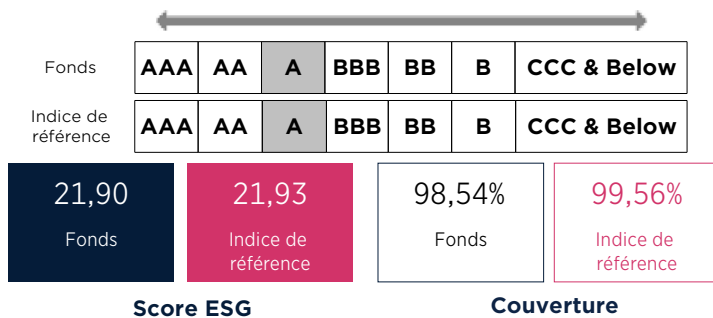 Fonds AAA AA A BBB BB B CCC & Below
Indice de
référence AAA AA A BBB BB B CCC & Below
21,90
Fonds
21,93
Indice de
référence
98,54%
Fonds
99,56%
Indice de
référence
Score ESG
Couverture